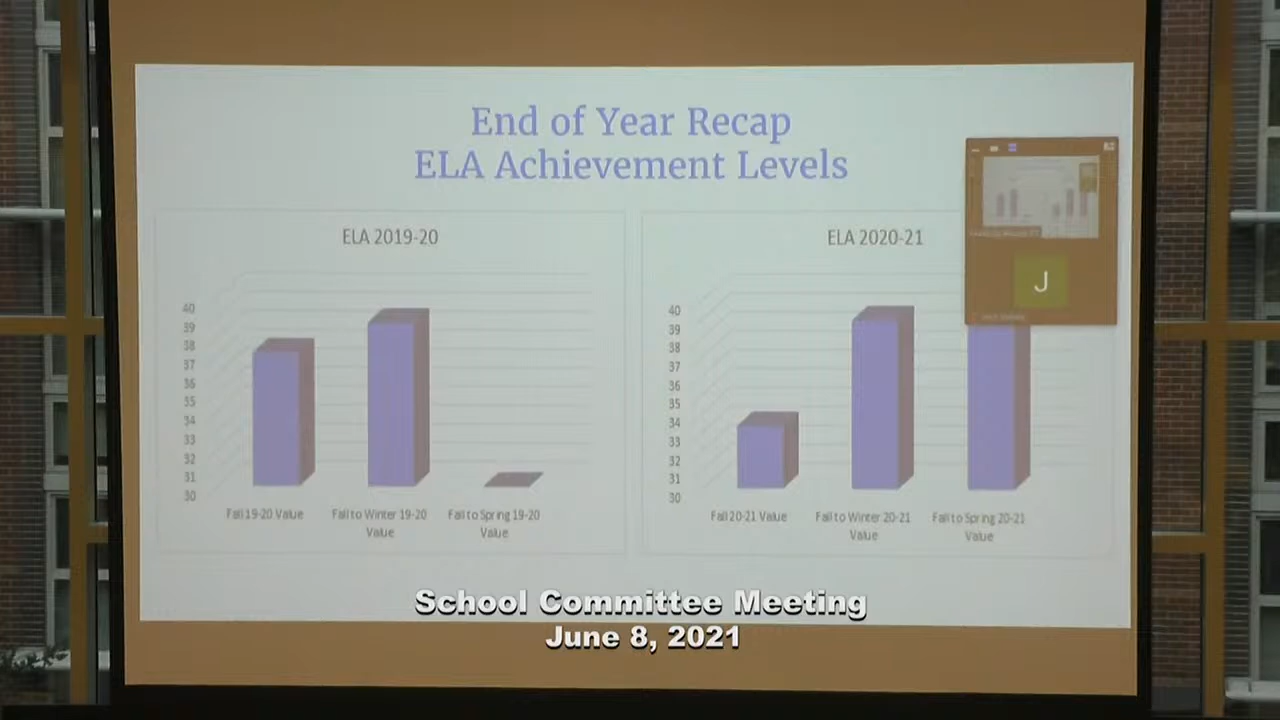 End of Year Recap
ELA Achievement Levels
ELA 2019-20
40
39
38
37
36
35
34
33
32
31
30
Fall 19-20 Value
Fall to Winter 19-20
Value
Fall to Spring 19-20
Value
ELA 2020-21
40
39
38
37
36
35
34
33
32
31
30
Fall 20-21 Value
Fall to Winter 20-21
Value
Fall to Spring 20-21
Value
J
School Committee Meeting
June 8, 2021